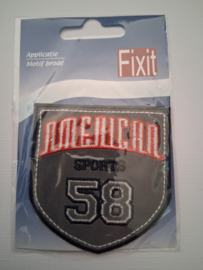 Applicatie
Motif brodé
Fixit
AMERICAN
SPORTS
58